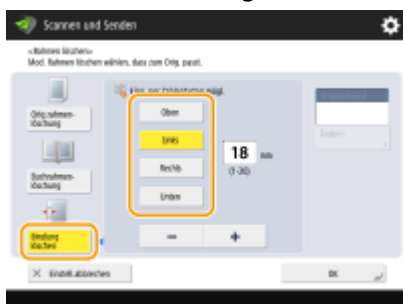 Scannen und Senden
<Rahmen löschen>
Mod. Rahmen löschen wählen, dass zum Orig. passt.
Orig.rahmen-
löschung
Buchrahmen-
löschung
Bindung
löschen
Oben
Links
Rechts
Unten
18 mm
(1-30)
－ +
Ändern
× Einstell. abbrechen
OK